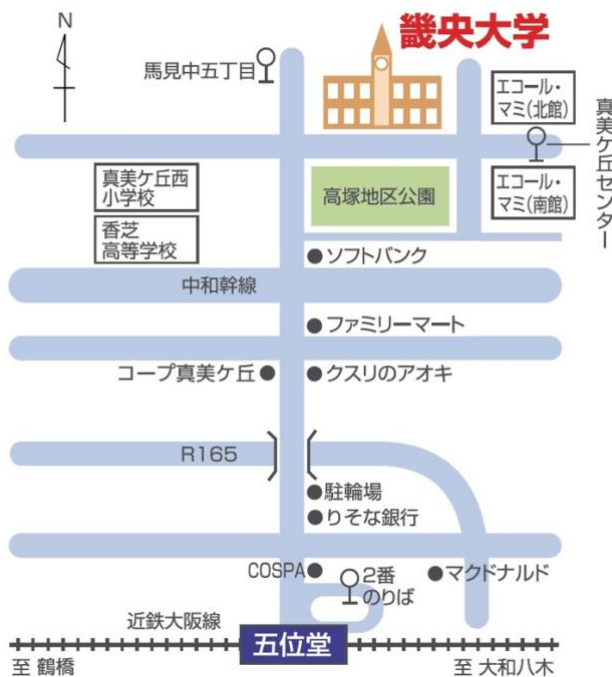 N
畿央大学
馬見中五丁目
エコール・
マミ(北館)
真美ケ丘センター
真美ケ丘西
小学校
高塚地区公園
エコール・
マミ(南館)
香芝
高等学校
ソフトバンク
中和幹線
ファミリーマート
コープ真美ケ丘
クスリのアオキ
R165
駐輪場
りそな銀行
COSPA
2番
のりば
マクドナルド
近鉄大阪線
五位堂
至 鶴橋
至 大和八木